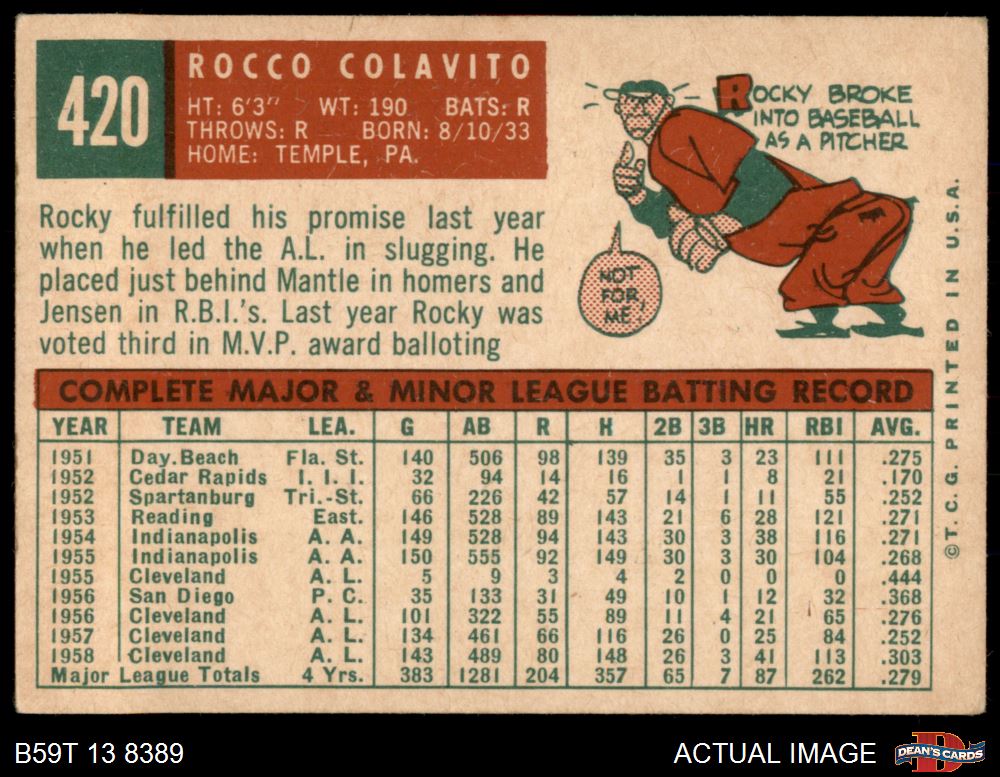 420
ROCCO COLAVITO
HT: 6'3" WT: 190 BATS: R
THROWS: R BORN: 8/10/33
HOME: TEMPLE, PA.
ROCKY BROKE
INTO BASEBALL
AS A PITCHER
NOT
FOR
ME
Rocky fulfilled his promise last year
when he led the A.L. in slugging. He
placed just behind Mantle in homers and
Jensen in R.B.I.'s. Last year Rocky was
voted third in M.V.P. award balloting
COMPLETE MAJOR & MINOR LEAGUE BATTING RECORD
YEAR TEAM LEA. G AB R H 2B 3B HR RBI AVG.
1951 Day.Beach Fla. St. 140 506 98 139 35 3 23 111 .275
1952 Cedar Rapids I. I. I. 32 94 14 16 1 1 8 21 .170
1952 Spartanburg Tri.-St. 66 226 42 57 14 1 11 55 .252
1953 Reading East. 146 528 89 143 21 6 28 121 .271
1954 Indianapolis A. A. 149 528 94 143 30 3 38 116 .271
1955 Indianapolis A. A. 150 555 92 149 30 3 30 104 .268
1955 Cleveland A. L. 5 9 3 4 2 0 0 0 .444
1956 San Diego P. C. 35 133 31 49 10 1 12 32 .368
1956 Cleveland A. L. 101 322 55 89 11 4 21 65 .276
1957 Cleveland A. L. 134 461 66 116 26 0 25 84 .252
1958 Cleveland A. L. 143 489 80 148 26 3 41 113 .303
Major League Totals 4 Yrs. 383 1281 204 357 65 7 87 262 .279
© T. C. G. PRINTED IN U.S.A.
B59T 13 8389
ACTUAL IMAGE
D
DEAN'S CARDS